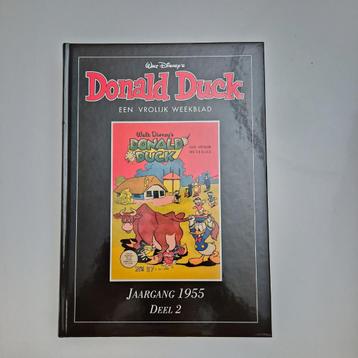 Walt Disney's
Donald Duck
EEN VROLIJK WEEKBLAD
Walt Disney's
DONALD
DUCK
EEN VROLIJK
WEEKBLAD
JAARGANG 1955
DEEL 2